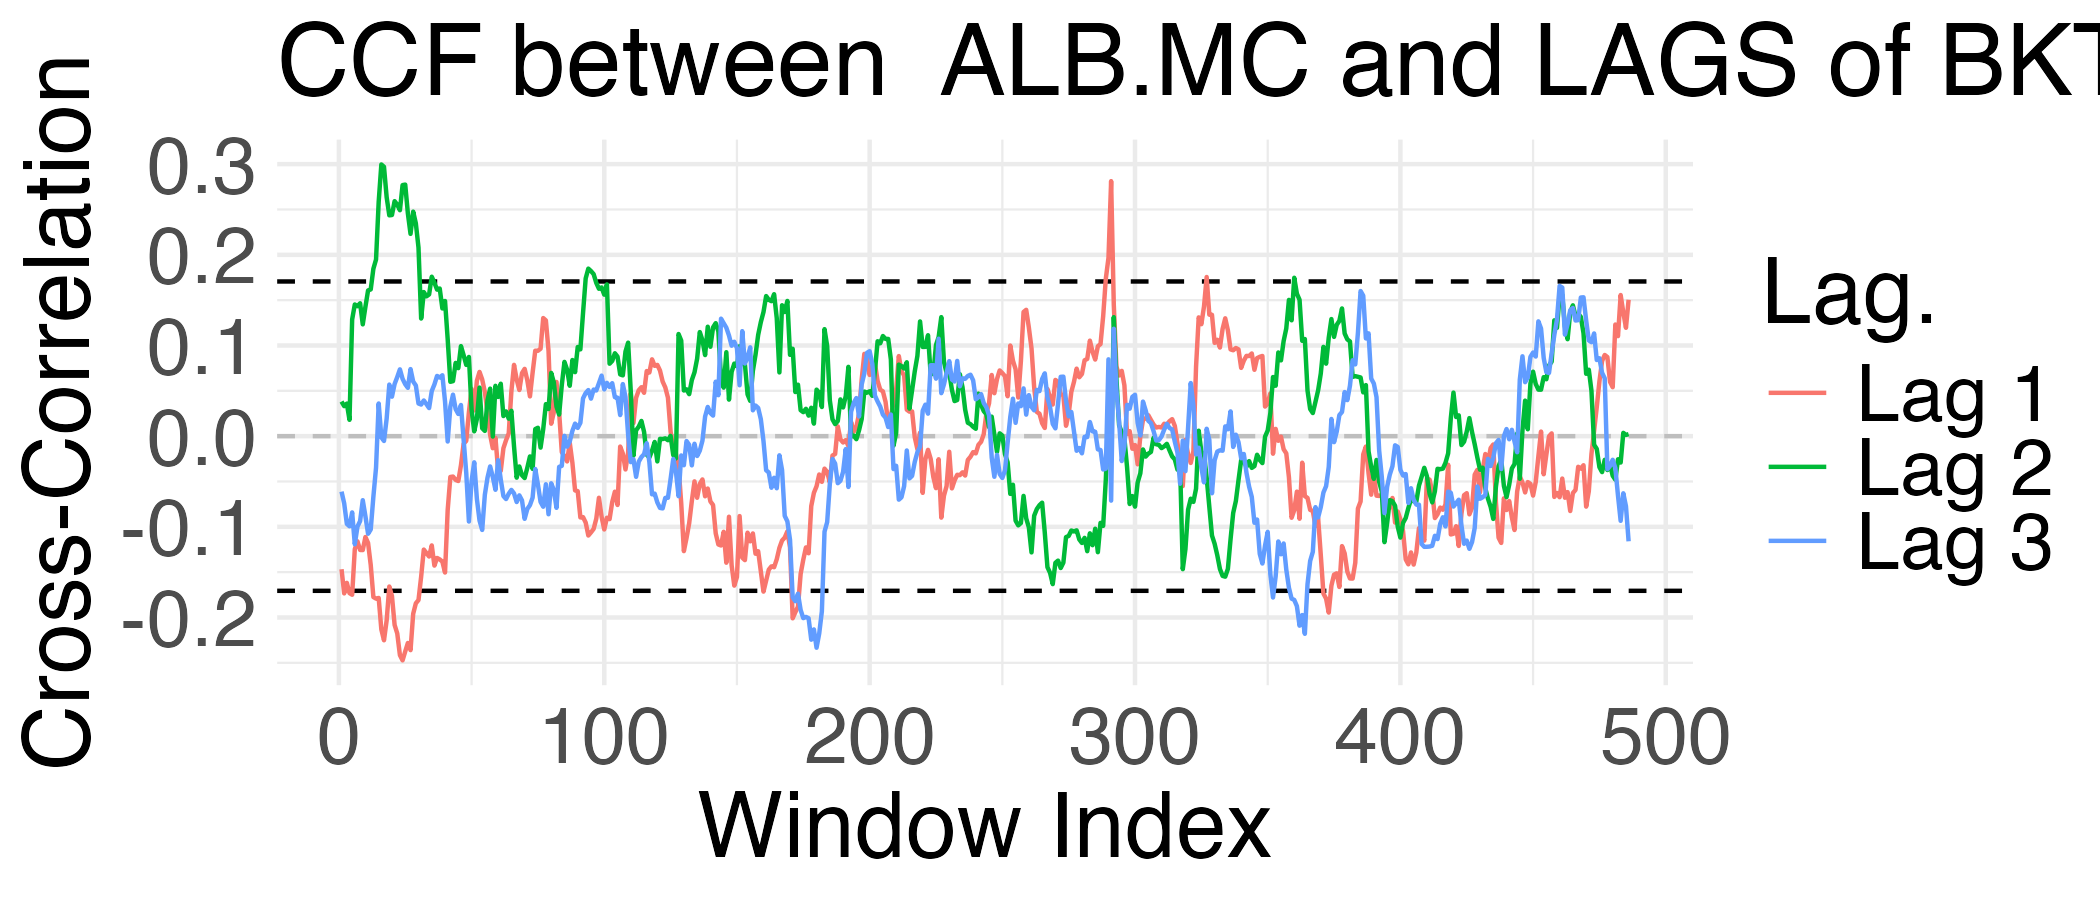 CCF between  ALB.MC and LAGS of BKT
Cross-Correlation
0.3
0.2
0.1
0.0
-0.1
-0.2
0
100
200
300
400
500
Window Index
Lag.
Lag 1
Lag 2
Lag 3